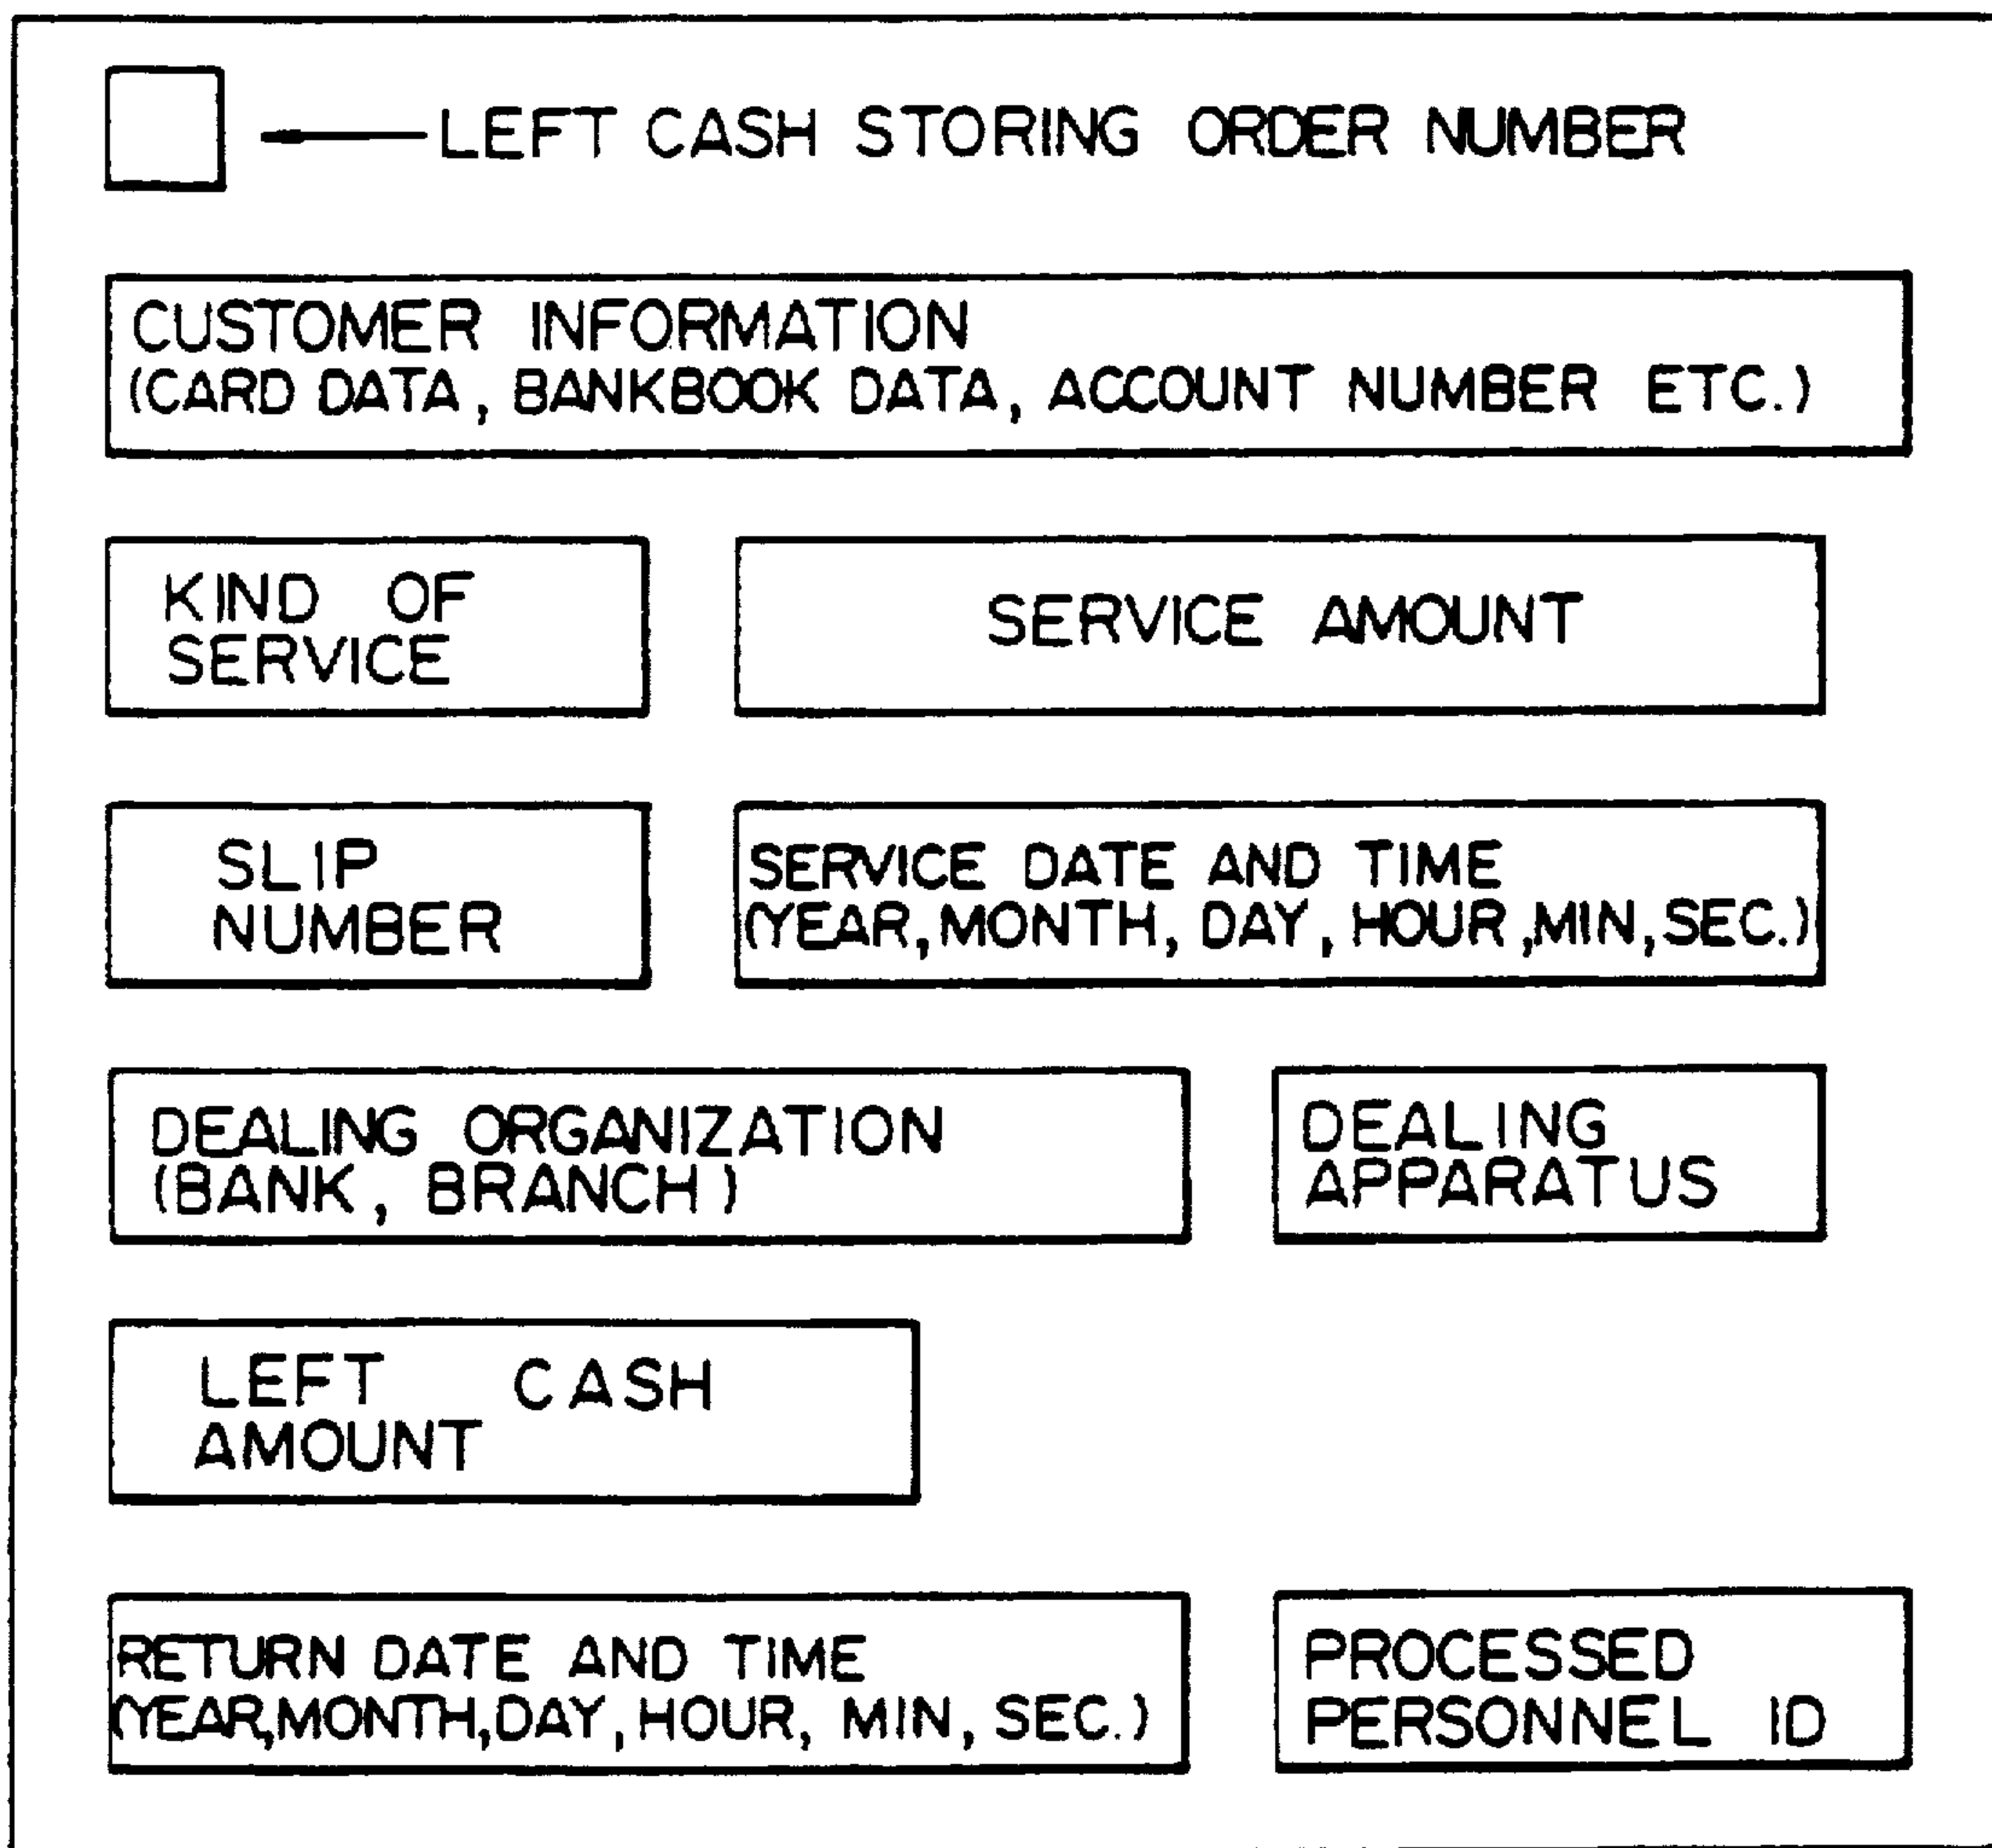 LEFT CASH STORING ORDER NUMBER
CUSTOMER INFORMATION
(CARD DATA, BANKBOOK DATA, ACCOUNT NUMBER ETC.)
KIND OF
SERVICE
SERVICE AMOUNT
SLIP
NUMBER
SERVICE DATE AND TIME
(YEAR, MONTH, DAY, HOUR, MIN, SEC.)
DEALING ORGANIZATION
(BANK, BRANCH)
DEALING
APPARATUS
LEFT CASH
AMOUNT
RETURN DATE AND TIME
(YEAR, MONTH, DAY, HOUR, MIN, SEC.)
PROCESSED
PERSONNEL ID